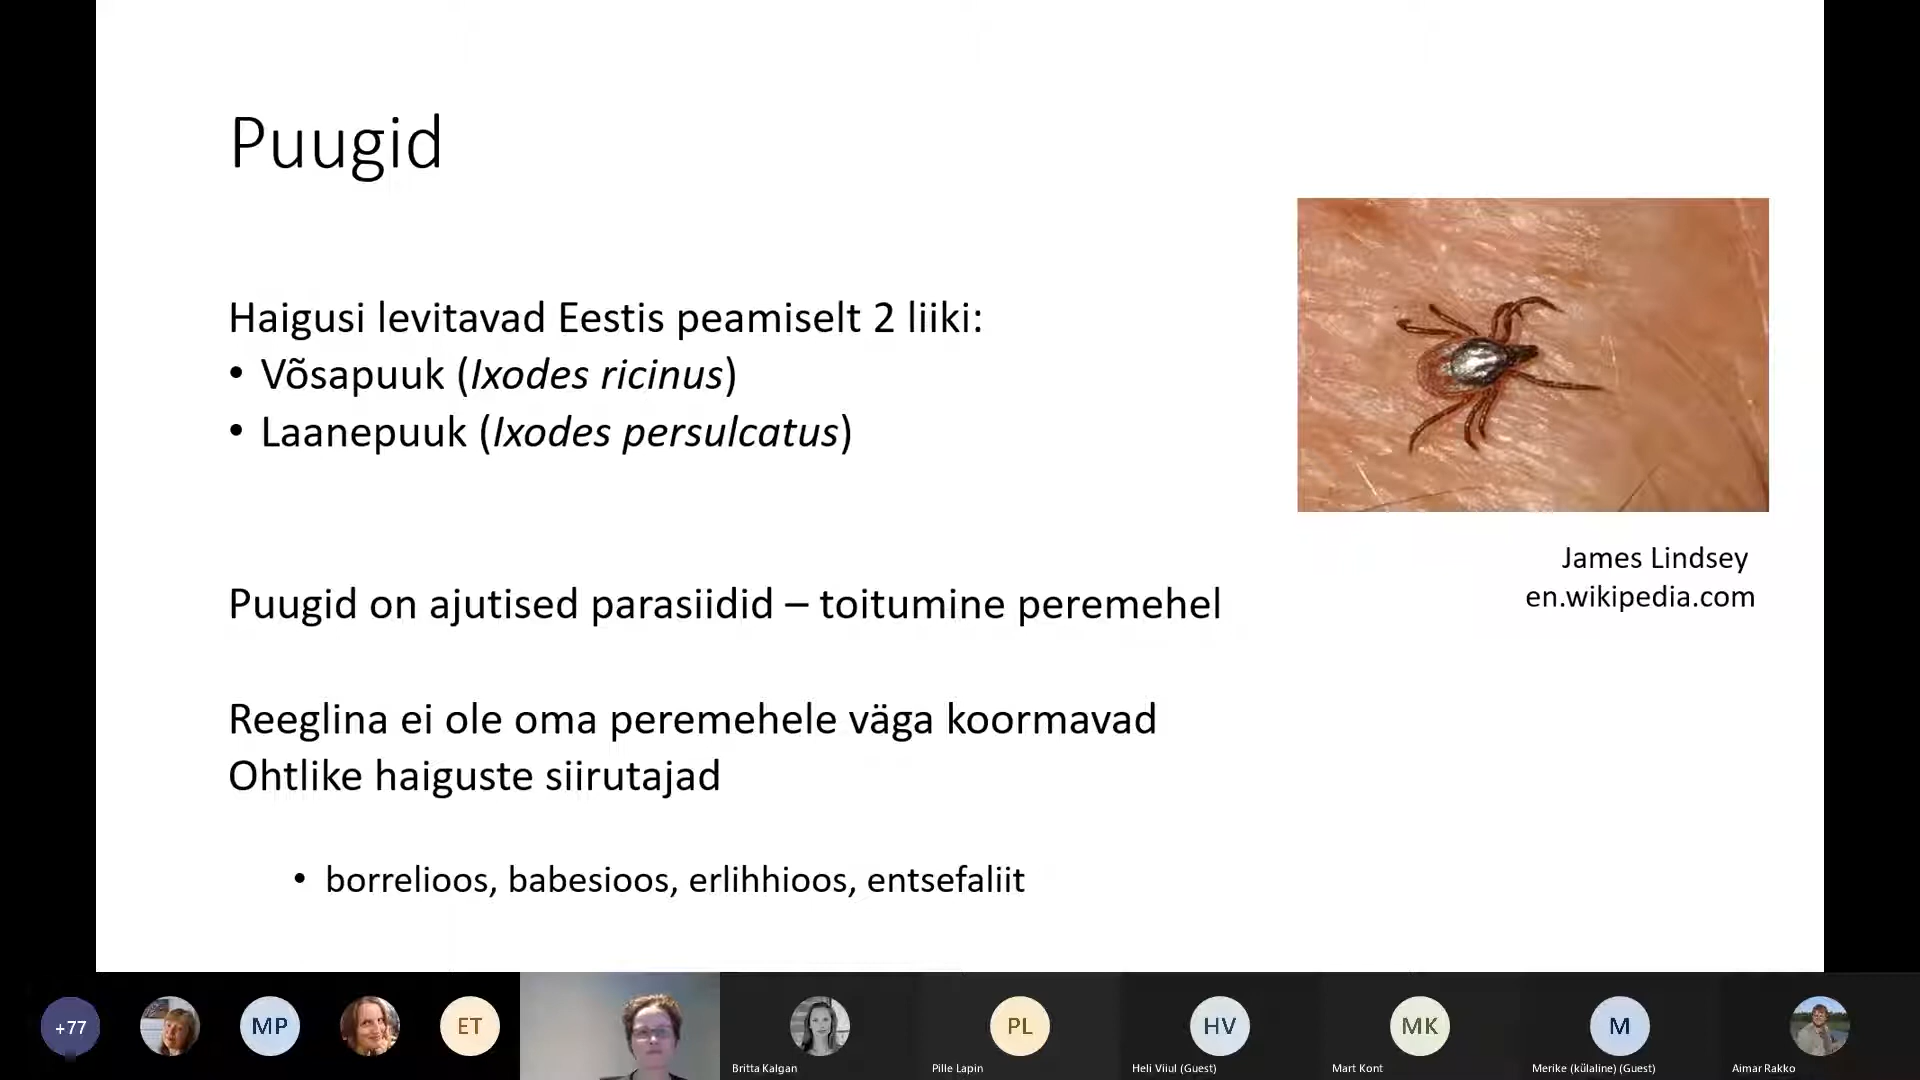 Puugid
Haigusi levitavad Eestis peamiselt 2 liiki:
• Võsapuuk (Ixodes ricinus)
• Laanepuuk (Ixodes persulcatus)
James Lindsey
en.wikipedia.com
Puugid on ajutised parasiidid – toitumine peremehel
Reeglina ei ole oma peremehele väga koormavad
Ohtlike haiguste siirutajad
• borrelioos, babesioos, erlihhioos, entsefaliit
+77
MP
ET
PL
HV
MK
M
Britta Kalgan
Pille Lapin
Heli Viiul (Guest)
Mart Kont
Merike (külaline) (Guest)
Aimar Rakko